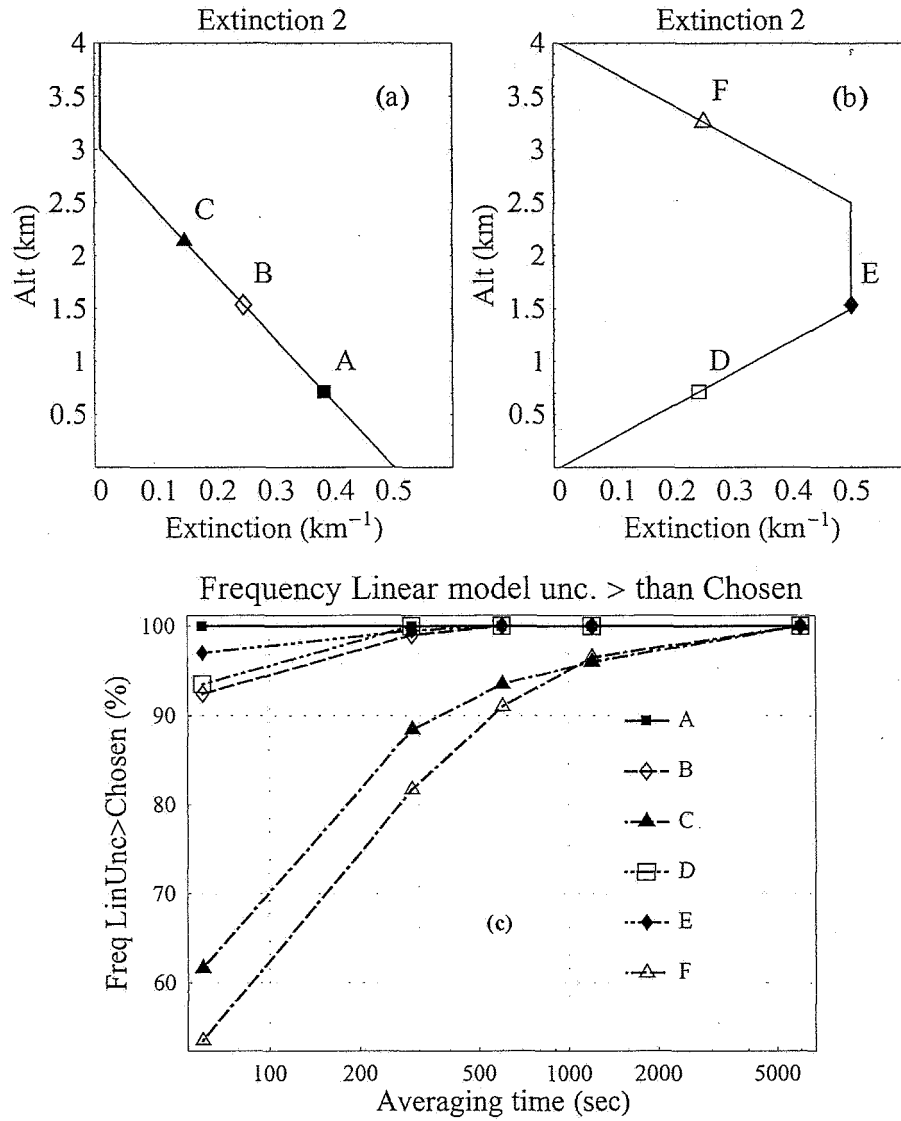 Extinction 2
(a)
4
3.5
3
2.5
2
1.5
1
0.5
Alt (km)
C
B
A
0 0.1 0.2 0.3 0.4 0.5
Extinction (km⁻¹)
Extinction 2
(b)
4
3.5
3
2.5
2
1.5
1
0.5
Alt (km)
F
E
D
0 0.1 0.2 0.3 0.4 0.5
Extinction (km⁻¹)
Frequency Linear model unc. > than Chosen
100
90
80
70
60
Freq LinUnc>Chosen (%)
A
B
C
D
E
F
(c)
100 200 500 1000 2000 5000
Averaging time (sec)